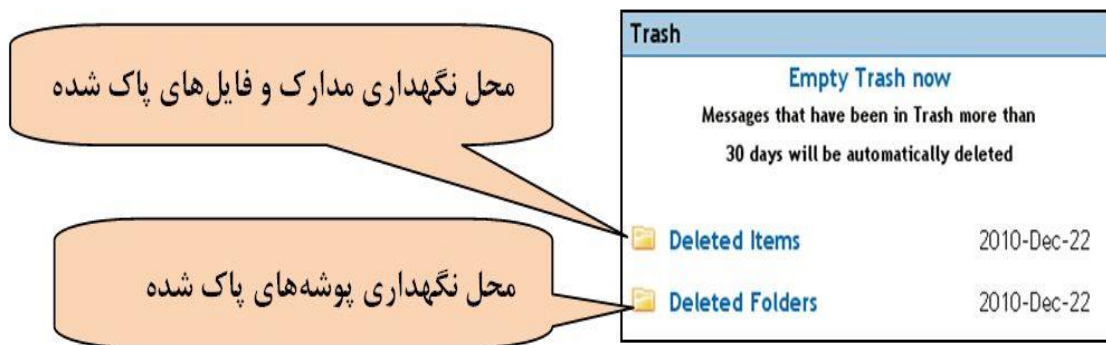 Trash
Empty Trash now
Messages that have been in Trash more than
30 days will be automatically deleted
محل نگهداری مدارک و فایل‌های پاک شده
Deleted Items 2010-Dec-22
محل نگهداری پوشه‌های پاک شده
Deleted Folders 2010-Dec-22